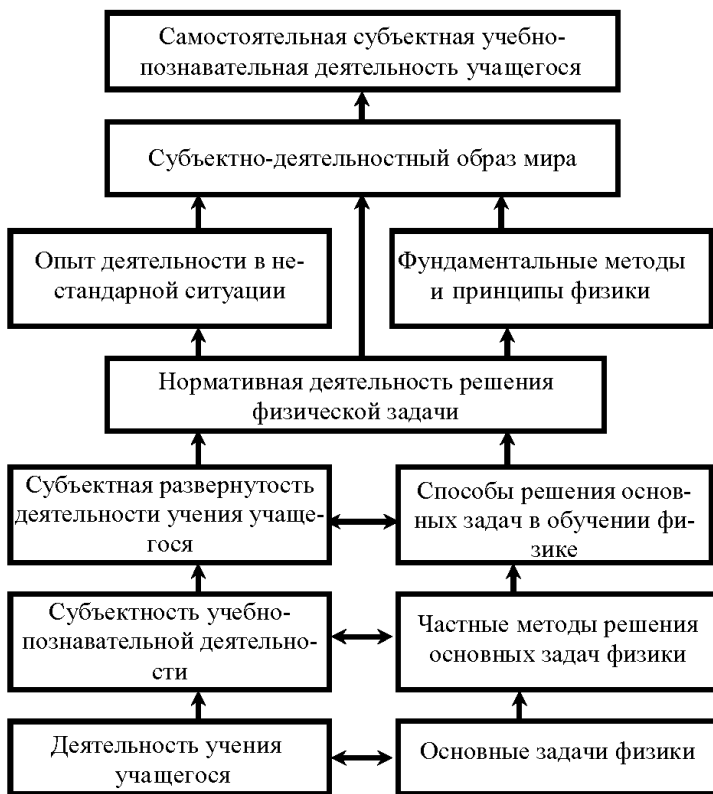 Самостоятельная субъектная учебно-
познавательная деятельность учащегося
Субъектно-деятельностный образ мира
Опыт деятельности в не-
стандарной ситуации
Фундаментальные методы
и принципы физики
Нормативная деятельность решения
физической задачи
Субъектная развернутость
деятельности учения учаще-
гося
Способы решения основ-
ных задач в обучении фи-
зике
Субъектность учебно-
познавательной деятельно-
сти
Частные методы решения
основных задач физики
Деятельность учения
учащегося
Основные задачи физики